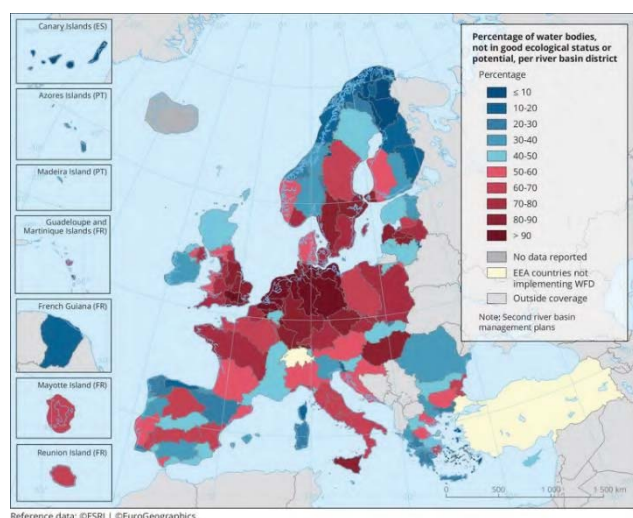 Canary Islands (ES)
Azores Islands (PT)
Madeira Island (PT)
Guadeloupe and
Martinique Islands (FR)
French Guiana (FR)
Mayotte Island (FR)
Reunion Island (FR)
Percentage of water bodies,
not in good ecological status or
potential, per river basin district
Percentage
≤ 10
10-20
20-30
30-40
40-50
50-60
60-70
70-80
80-90
> 90
No data reported
EEA countries not
implementing WFD
Outside coverage
Note: Second river basin
management plans
0 500 1 000 1 500 km
Reference data: ©ESRI | ©EuroGeographics